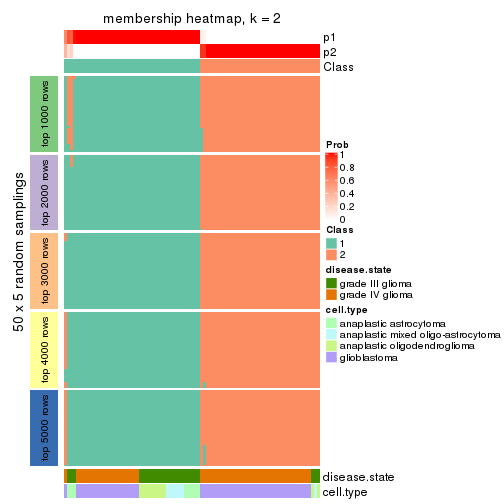 membership heatmap, k = 2
p1
p2
Class
50 x 5 random samplings
top 1000 rows
top 2000 rows
top 3000 rows
top 4000 rows
top 5000 rows
Prob
1
0.8
0.6
0.4
0.2
0
Class
1
2
disease.state
grade III glioma
grade IV glioma
cell.type
anaplastic astrocytoma
anaplastic mixed oligo-astrocytoma
anaplastic oligodendroglioma
glioblastoma
disease.state
cell.type